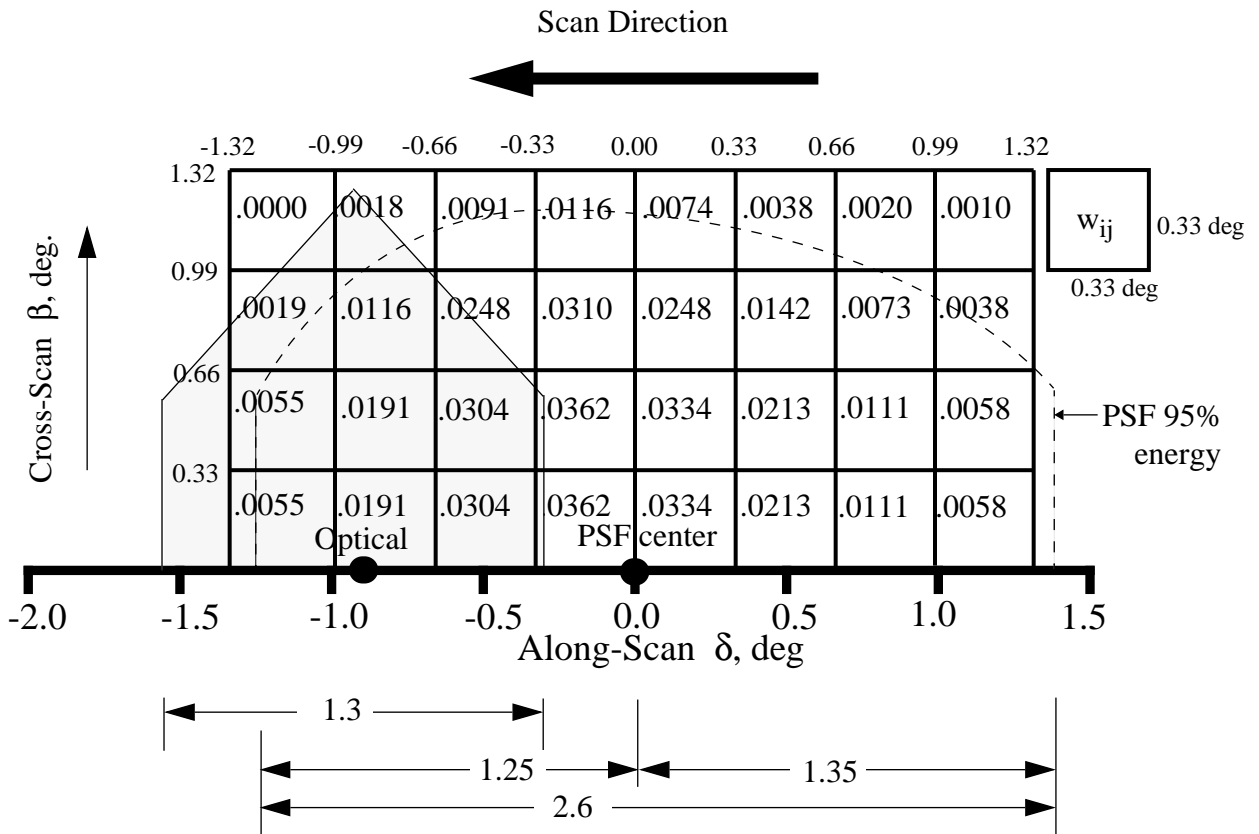 Scan Direction
-1.32 -0.99 -0.66 -0.33 0.00 0.33 0.66 0.99 1.32
1.32
.0000 .0018 .0091 .0116 .0074 .0038 .0020 .0010
wij
0.33 deg
0.33 deg
0.99
.0019 .0116 .0248 .0310 .0248 .0142 .0073 .0038
0.66
.0055 .0191 .0304 .0362 .0334 .0213 .0111 .0058
PSF 95%
energy
0.33
.0055 .0191 .0304 .0362 .0334 .0213 .0111 .0058
Cross-Scan β, deg.
Optical
PSF center
-2.0 -1.5 -1.0 -0.5 0.0 0.5 1.0 1.5
Along-Scan δ, deg
1.3
1.25
1.35
2.6